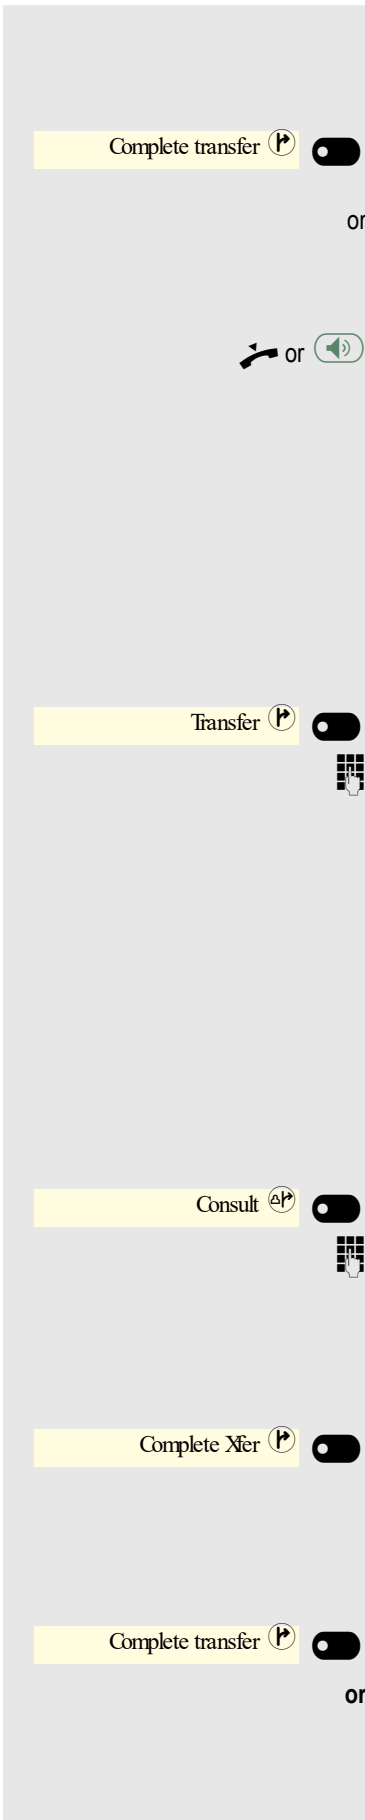 Complete transfer
or
or
Transfer
Consult
Complete Xfer
Complete transfer
or